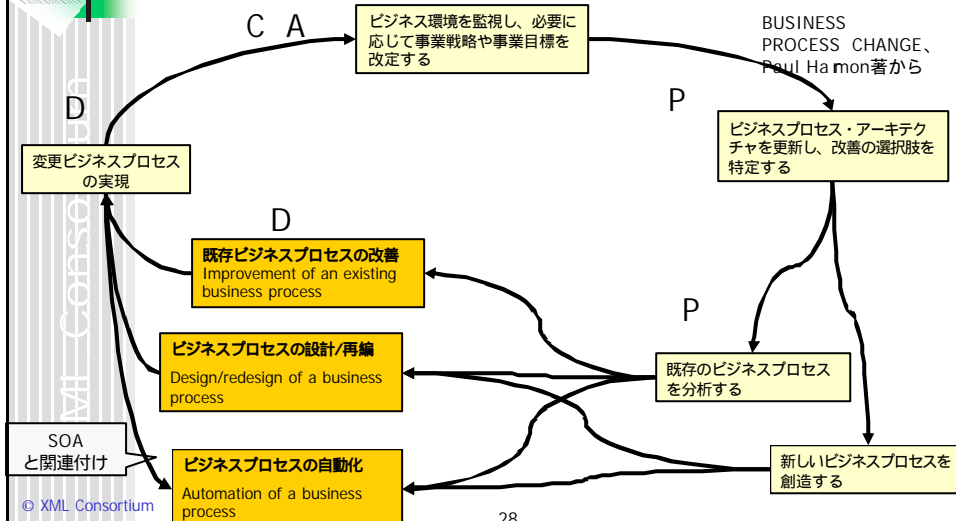 C A
ビジネス環境を監視し、必要に
応じて事業戦略や事業目標を
改定する
BUSINESS
PROCESS CHANGE、
Paul Harmon著から
D
P
ビジネスプロセス・アーキテク
チャを更新し、改善の選択肢を
特定する
変更ビジネスプロセス
の実現
D
既存ビジネスプロセスの改善
Improvement of an existing
business process
P
ビジネスプロセスの設計/再編
Design/redesign of a business
process
既存のビジネスプロセス
を分析する
SOA
と関連付け
ビジネスプロセスの自動化
Automation of a business
process
新しいビジネスプロセスを
創造する
© XML Consortium
28